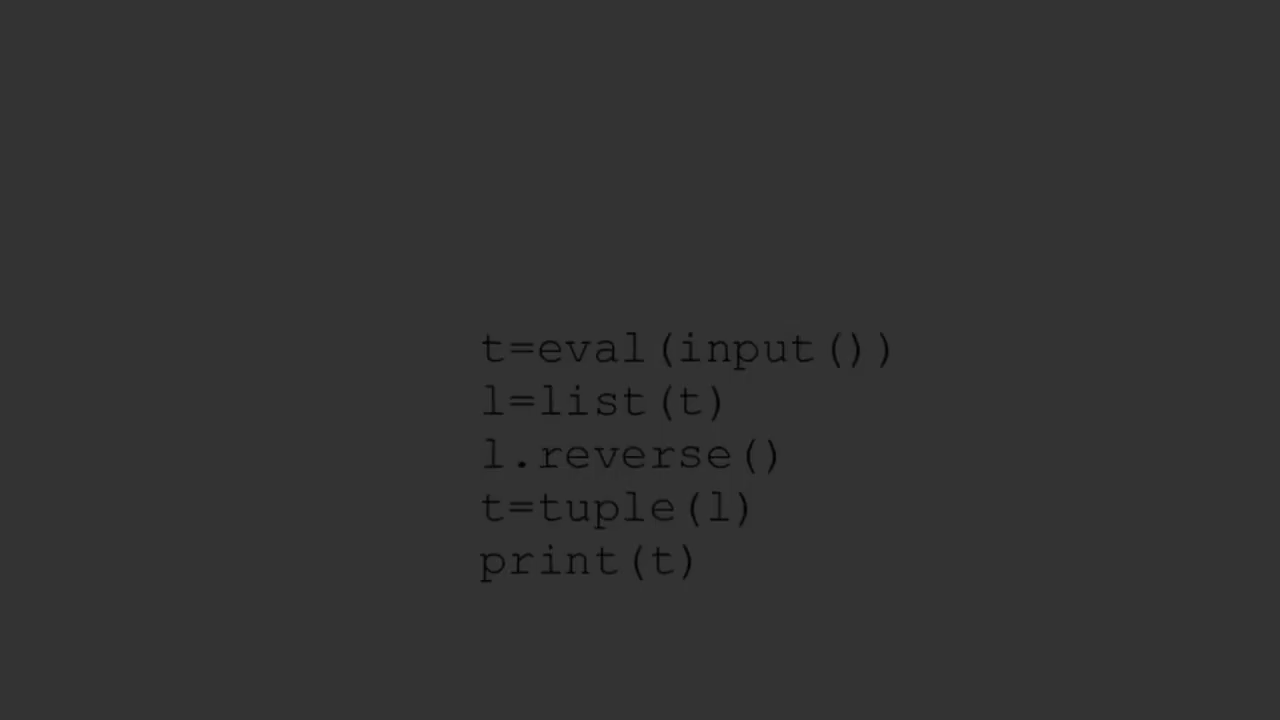 t=eval(input())
l=list(t)
l.reverse()
t=tuple(l)
print(t)